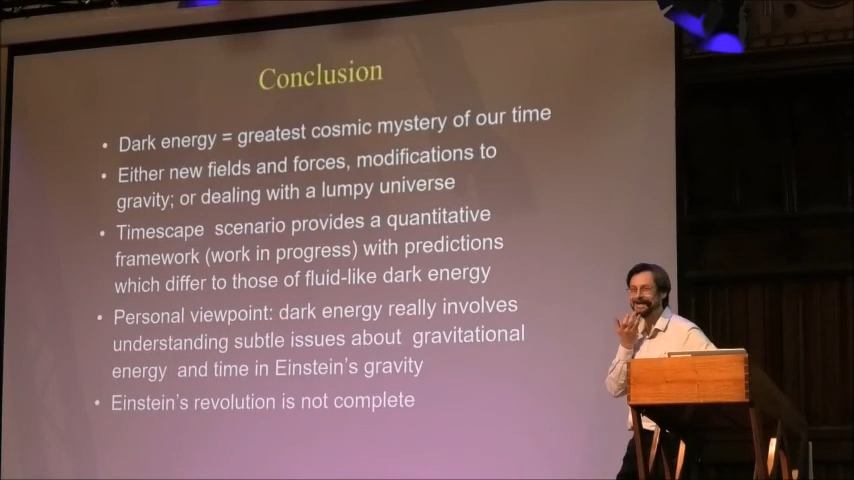 Conclusion
• Dark energy = greatest cosmic mystery of our time
• Either new fields and forces, modifications to
gravity; or dealing with a lumpy universe
• Timescape scenario provides a quantitative
framework (work in progress) with predictions
which differ to those of fluid-like dark energy
• Personal viewpoint: dark energy really involves
understanding subtle issues about gravitational
energy and time in Einstein's gravity
• Einstein's revolution is not complete